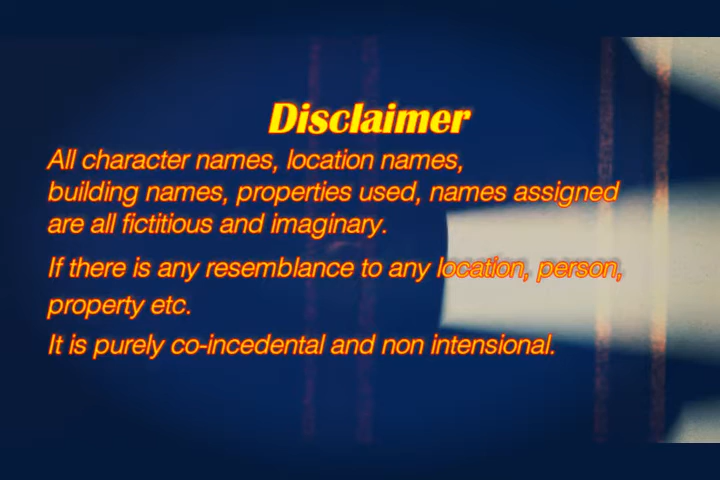 Disclaimer
All character names, location names,
building names, properties used, names assigned
are all fictitious and imaginary.
If there is any resemblance to any location, person,
property etc.
It is purely co-incedental and non intensional.